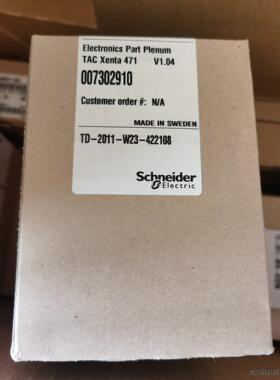 Electronics Part Plenum
TAC Xenta 471 V1.04
007302910
Customer order #: N/A
MADE IN SWEDEN
TD-2011-W23-422108
Schneider
Electric